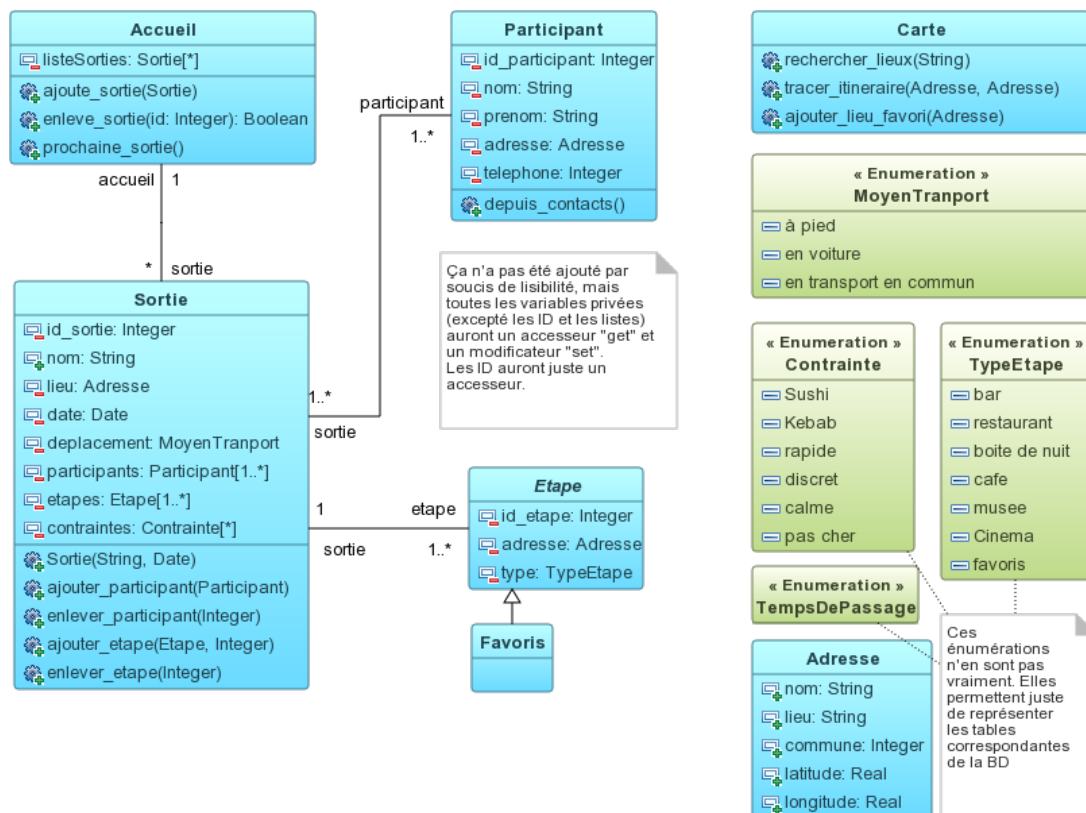 Accueil
listeSorties: Sortie[*]
ajoute_sortie(Sortie)
enleve_sortie(id: Integer): Boolean
prochaine_sortie()
accueil
1
*
sortie
Participant
id_participant: Integer
nom: String
prenom: String
adresse: Adresse
telephone: Integer
depuis_contacts()
participant
1..*
Carte
rechercher_lieux(String)
tracer_itineraire(Adresse, Adresse)
ajouter_lieu_favori(Adresse)
« Enumeration »
MoyenTranport
à pied
en voiture
en transport en commun
Ça n'a pas été ajouté par
soucis de lisibilité, mais
toutes les variables privées
(excepté les ID et les listes)
auront un accesseur "get" et
un modificateur "set".
Les ID auront juste un
accesseur.
Sortie
id_sortie: Integer
nom: String
lieu: Adresse
date: Date
deplacement: MoyenTranport
participants: Participant[1..*]
etapes: Etape[1..*]
contraintes: Contrainte[*]
Sortie(String, Date)
ajouter_participant(Participant)
enlever_participant(Integer)
ajouter_etape(Etape, Integer)
enlever_etape(Integer)
1..*
sortie
1
etape
sortie
1..*
Etape
id_etape: Integer
adresse: Adresse
type: TypeEtape
Favoris
« Enumeration »
Contrainte
Sushi
Kebab
rapide
discret
calme
pas cher
« Enumeration »
TypeEtape
bar
restaurant
boite de nuit
cafe
musee
Cinema
favoris
« Enumeration »
TempsDePassage
Adresse
nom: String
lieu: String
commune: Integer
latitude: Real
longitude: Real
Ces
énumérations
n'en sont pas
vraiment. Elles
permettent juste
de représenter
les tables
correspondantes
de la BD